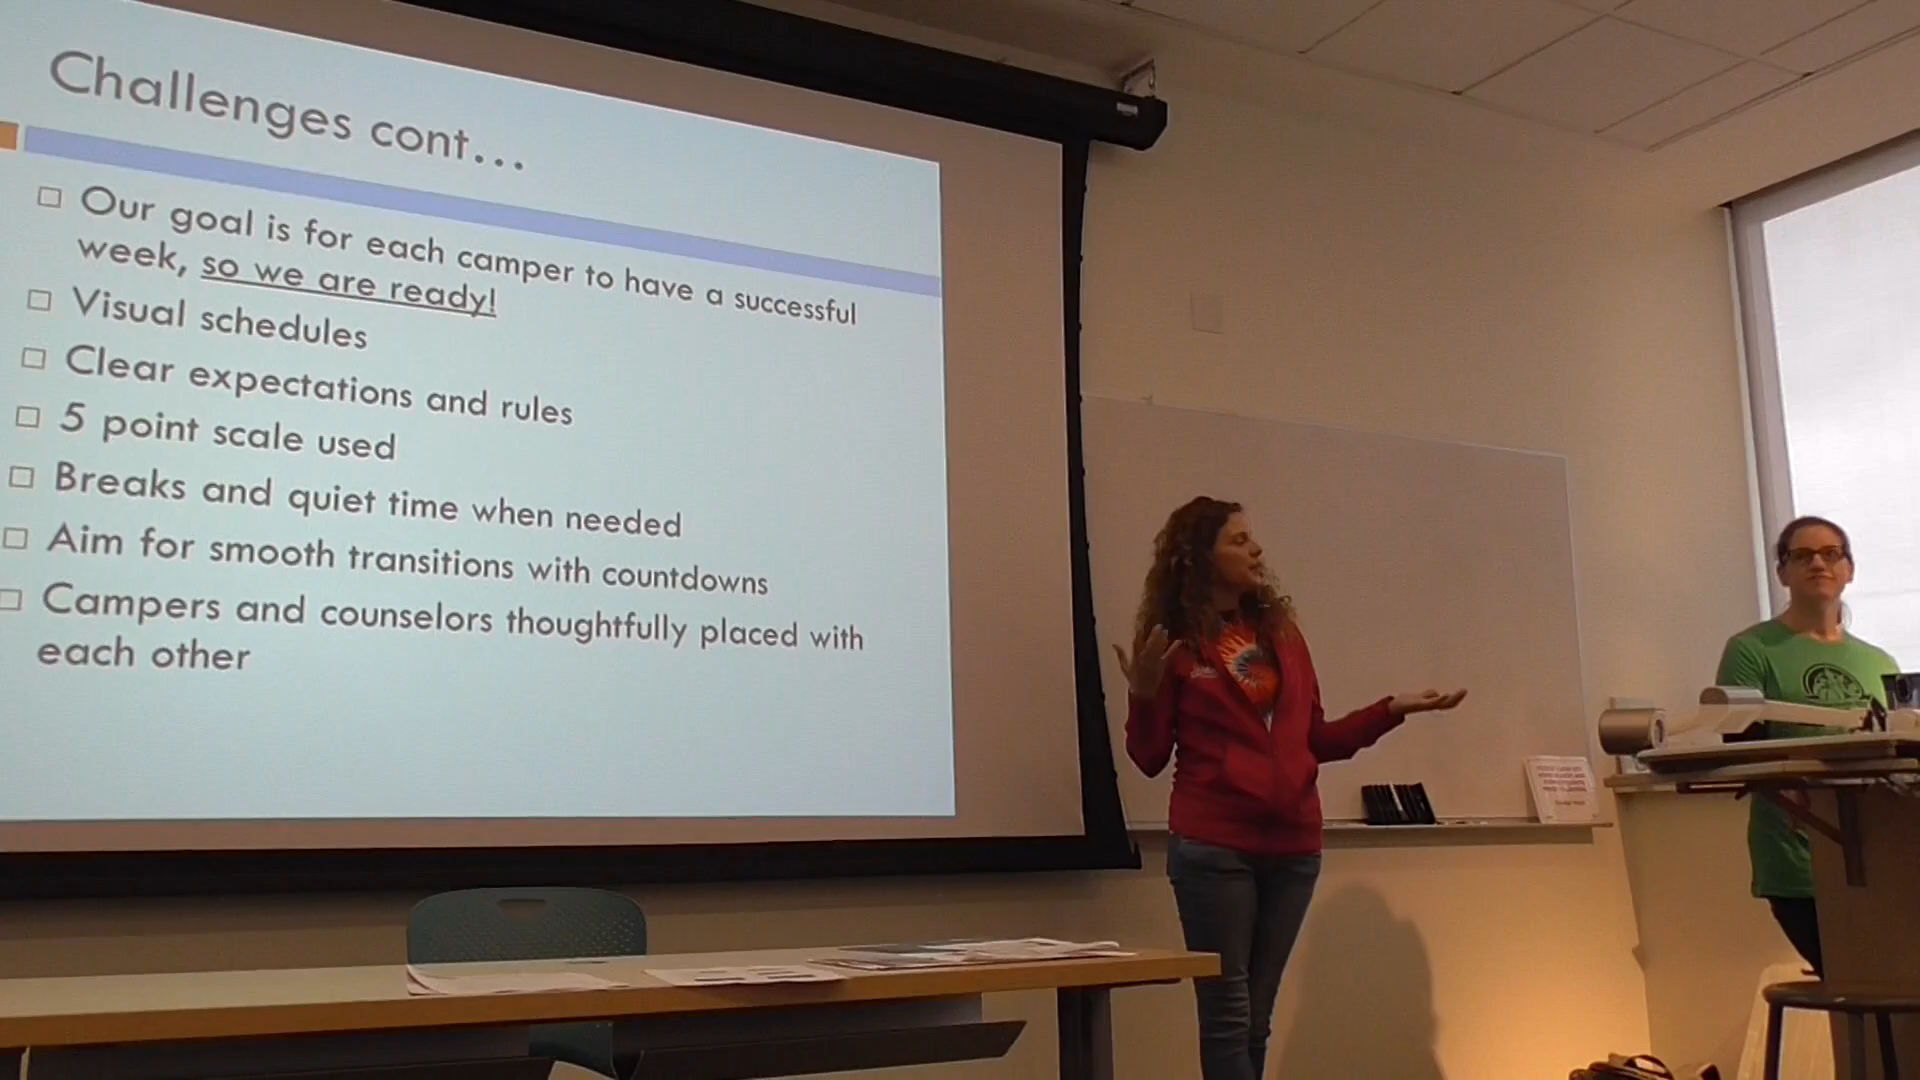 Challenges cont...
Our goal is for each camper to have a successful
week, so we are ready!
Visual schedules
Clear expectations and rules
5 point scale used
Breaks and quiet time when needed
Aim for smooth transitions with countdowns
Campers and counselors thoughtfully placed with
each other